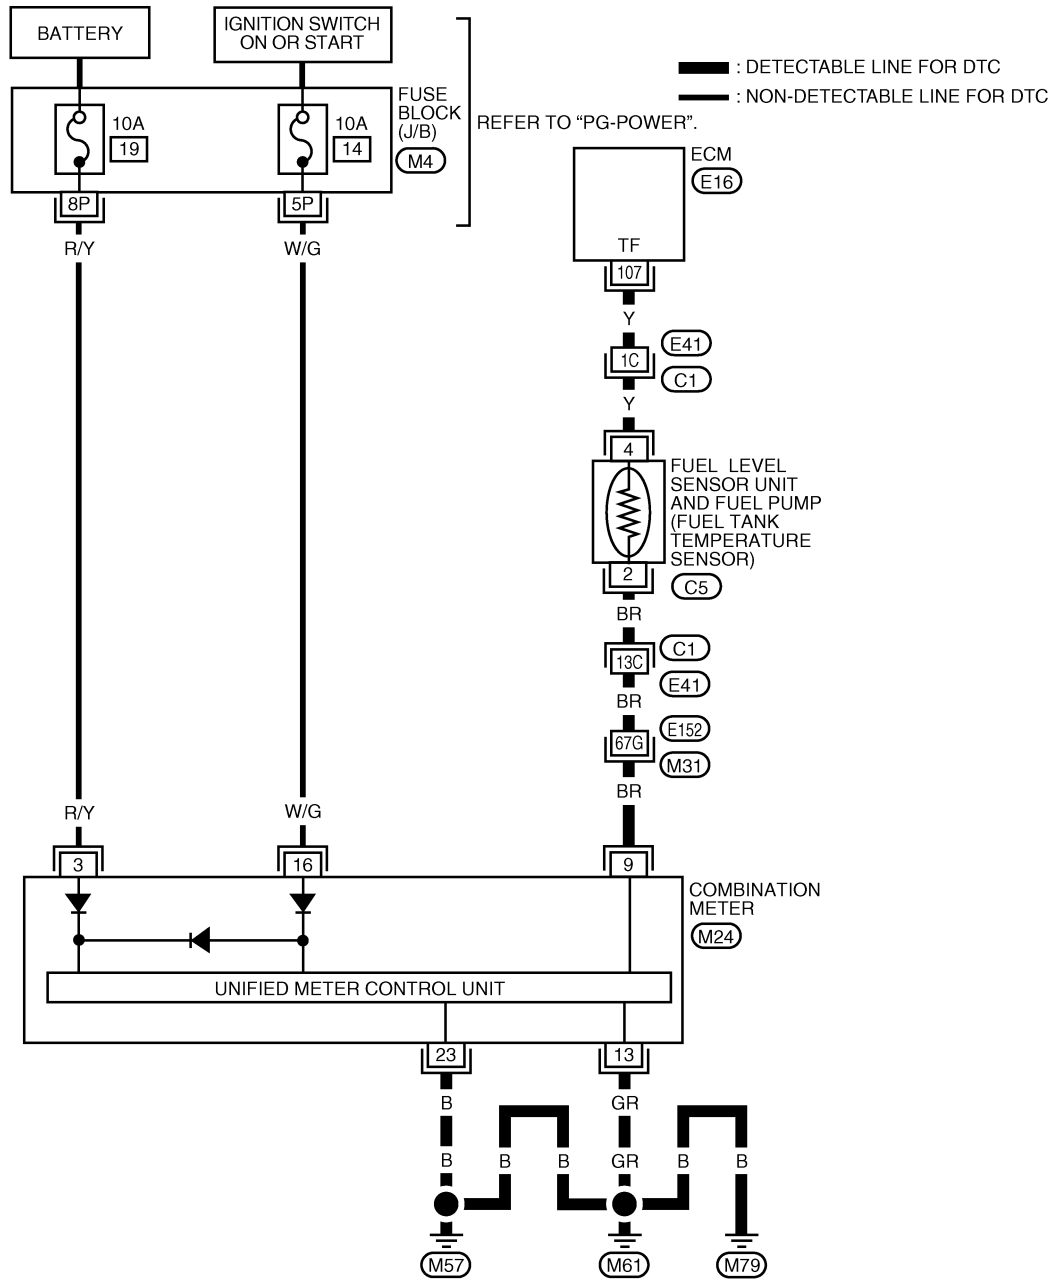 BATTERY
IGNITION SWITCH
ON OR START
: DETECTABLE LINE FOR DTC
: NON-DETECTABLE LINE FOR DTC
FUSE
BLOCK
(J/B)
M4
REFER TO “PG-POWER”.
10A
19
10A
14
8P
5P
R/Y
W/G
ECM
E16
TF
107
Y
1C
E41
C1
Y
4
FUEL LEVEL
SENSOR UNIT
AND FUEL PUMP
(FUEL TANK
TEMPERATURE
SENSOR)
2
C5
BR
13C
C1
E41
BR
67G
E152
M31
BR
R/Y
W/G
3
16
9
COMBINATION
METER
M24
UNIFIED METER CONTROL UNIT
23
13
B
GR
B
B
B
GR
B
B
M57
M61
M79